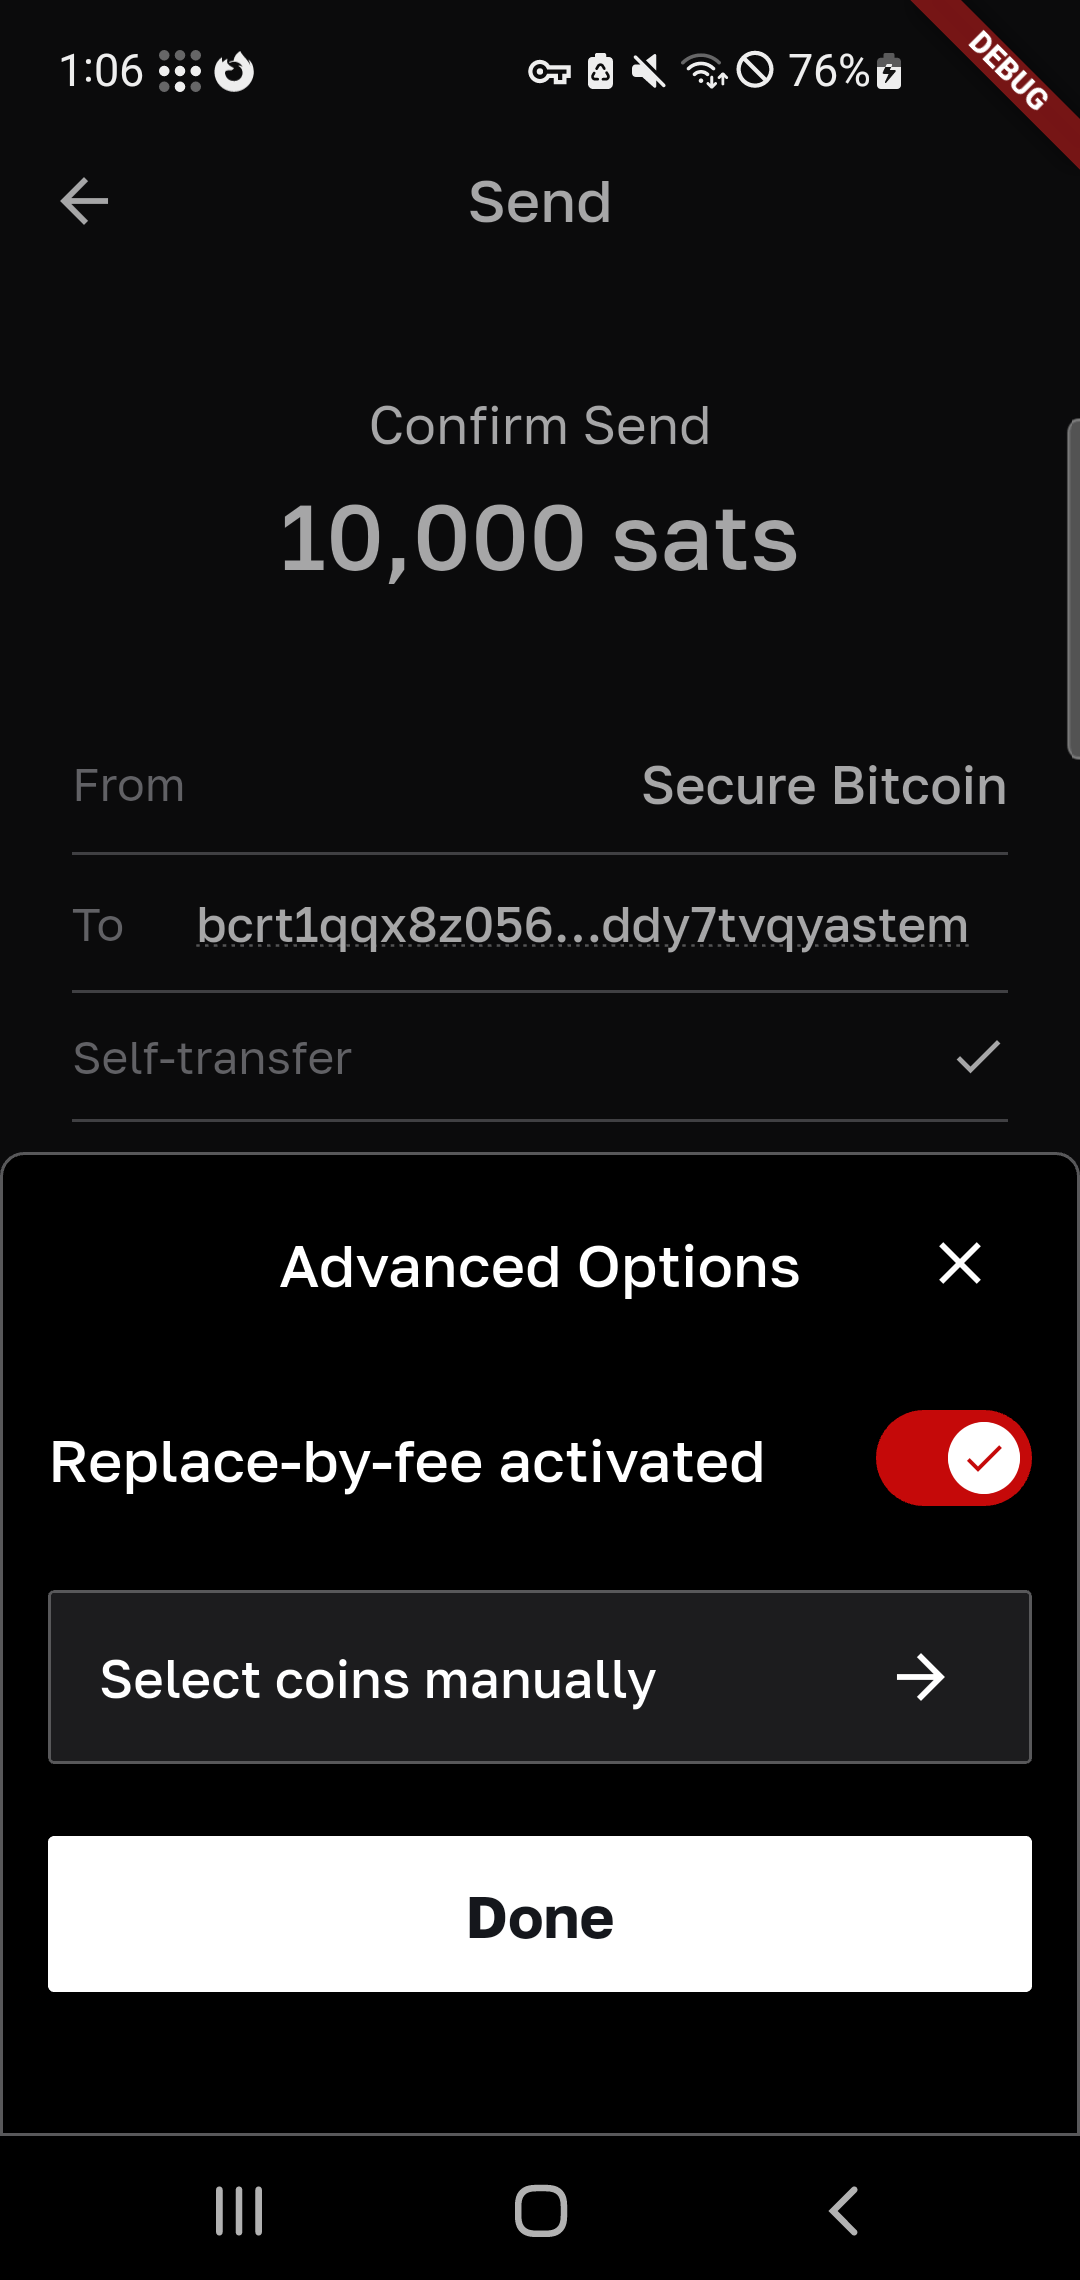 1:06
76%
DEBUG
Send
Confirm Send
10,000 sats
From
Secure Bitcoin
To
bcrt1qqx8z056...ddy7tvqyastem
Self-transfer
Advanced Options
Replace-by-fee activated
Select coins manually
Done